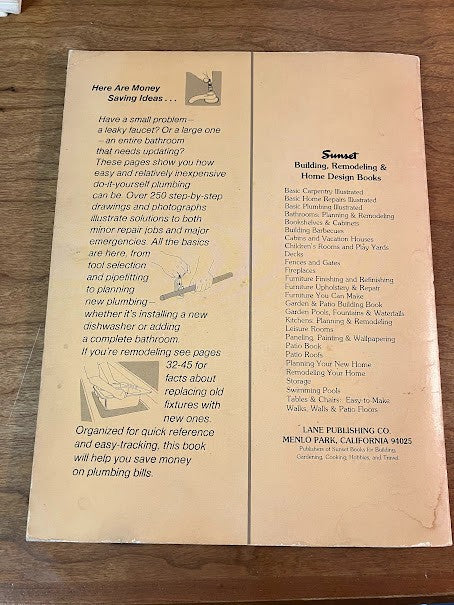 Here Are Money
Saving Ideas . . .
Have a small problem—
a leaky faucet? Or a large one
—an entire bathroom
that needs updating?
These pages show you how
easy and relatively inexpensive
do-it-yourself plumbing
can be. Over 250 step-by-step
drawings and photographs
illustrate solutions to both
minor repair jobs and major
emergencies. All the basics
are here, from
tool selection
and pipefitting
to planning
new plumbing—
whether it's installing a new
dishwasher or adding
a complete bathroom.
If you're remodeling see pages
32-45 for
facts about
replacing old
fixtures with
new ones.
Organized for quick reference
and easy-tracking, this book
will help you save money
on plumbing bills.
Sunset
Building, Remodeling &
Home Design Books
Basic Carpentry Illustrated
Basic Home Repairs Illustrated
Basic Plumbing Illustrated
Bathrooms: Planning & Remodeling
Bookshelves & Cabinets
Building Barbecues
Cabins and Vacation Houses
Children's Rooms and Play Yards
Decks
Fences and Gates
Fireplaces
Furniture Finishing and Refinishing
Furniture Upholstery & Repair
Furniture You Can Make
Garden & Patio Building Book
Garden Pools, Fountains & Waterfalls
Kitchens: Planning & Remodeling
Leisure Rooms
Paneling, Painting & Wallpapering
Patio Book
Patio Roofs
Planning Your New Home
Remodeling Your Home
Storage
Swimming Pools
Tables & Chairs: Easy to Make
Walks, Walls & Patio Floors
LANE PUBLISHING CO.
MENLO PARK, CALIFORNIA 94025
Publishers of Sunset Books for Building,
Gardening, Cooking, Hobbies, and Travel